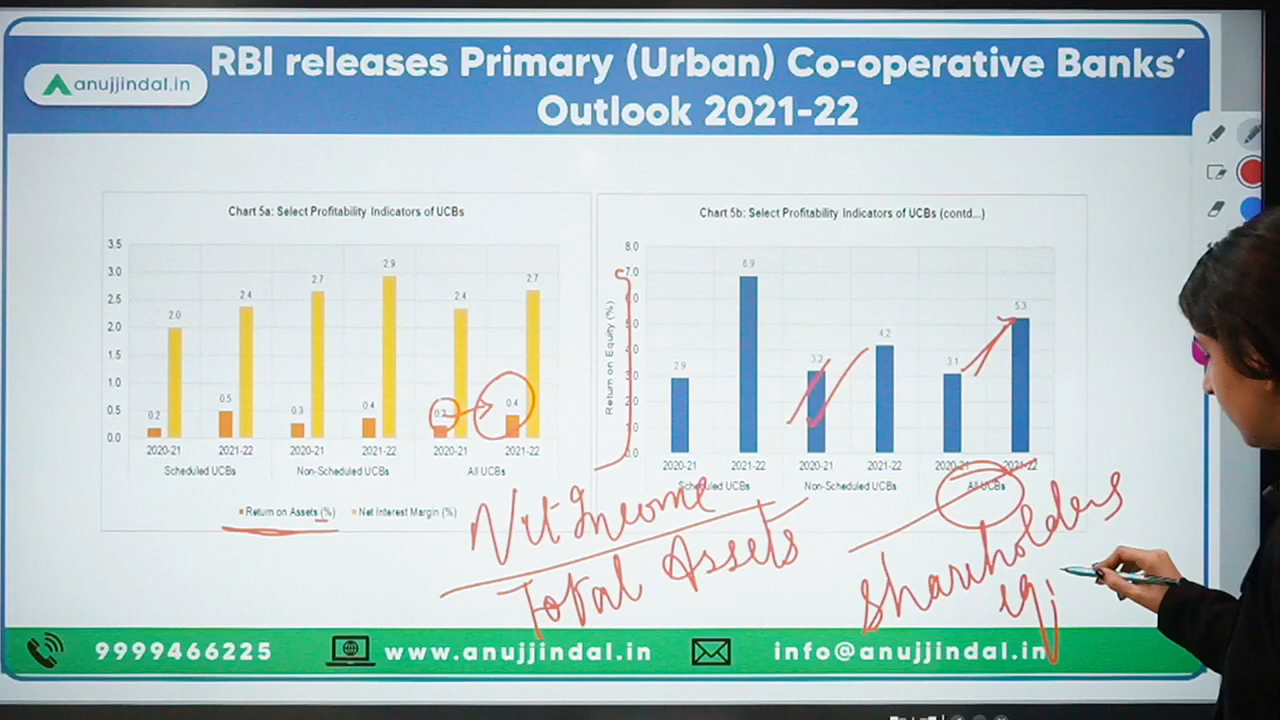 RBI releases Primary (Urban) Co-operative Banks'
Outlook 2021-22
anujjindal.in
Chart 5a: Select Profitability Indicators of UCBs
3.5
3.0
2.5
2.0
1.5
1.0
0.5
0.0
0.2 2.0 0.5 2.4 0.3 2.7 0.4 2.9 2.4 0.4 2.7
2020-21 2021-22 2020-21 2021-22 2020-21 2021-22
Scheduled UCBs Non-Scheduled UCBs All UCBs
Return on Assets (%) Net Interest Margin (%)
Chart 5b: Select Profitability Indicators of UCBs (contd...)
Return on Equity (%)
8.0
7.0
6.0
5.0
4.0
3.0
2.0
1.0
0.0
2.9 6.9 3.2 4.2 3.1 5.3
2020-21 2021-22 2020-21 2021-22 2020-21 2021-22
Scheduled UCBs Non-Scheduled UCBs All UCBs
Net Income
Total Assets
Shareholders
eq
9999466225 www.anujjindal.in info@anujjindal.in